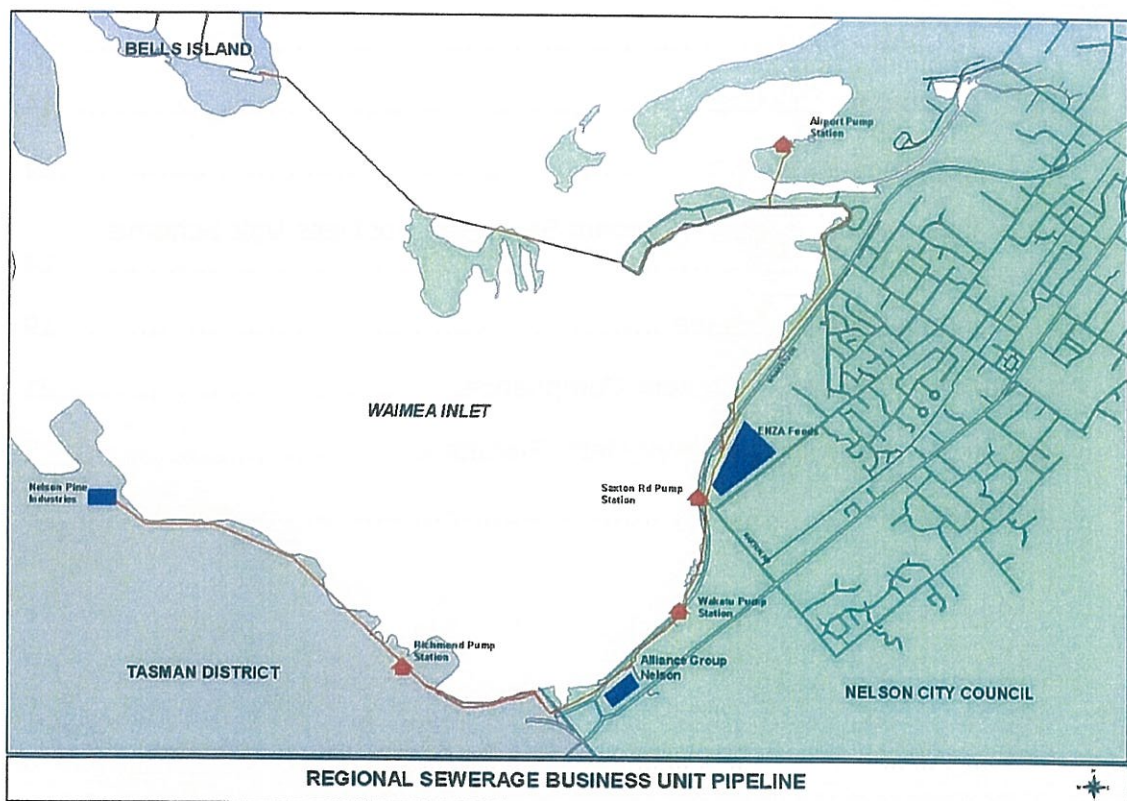 BELLS ISLAND
Airport Pump
Station
WAIMEA INLET
ENZA Foods
Nelson Pine
Industries
Saxton Rd Pump
Station
Wakatu Pump
Station
Richmond Pump
Station
Alliance Group
Nelson
TASMAN DISTRICT
NELSON CITY COUNCIL
REGIONAL SEWERAGE BUSINESS UNIT PIPELINE